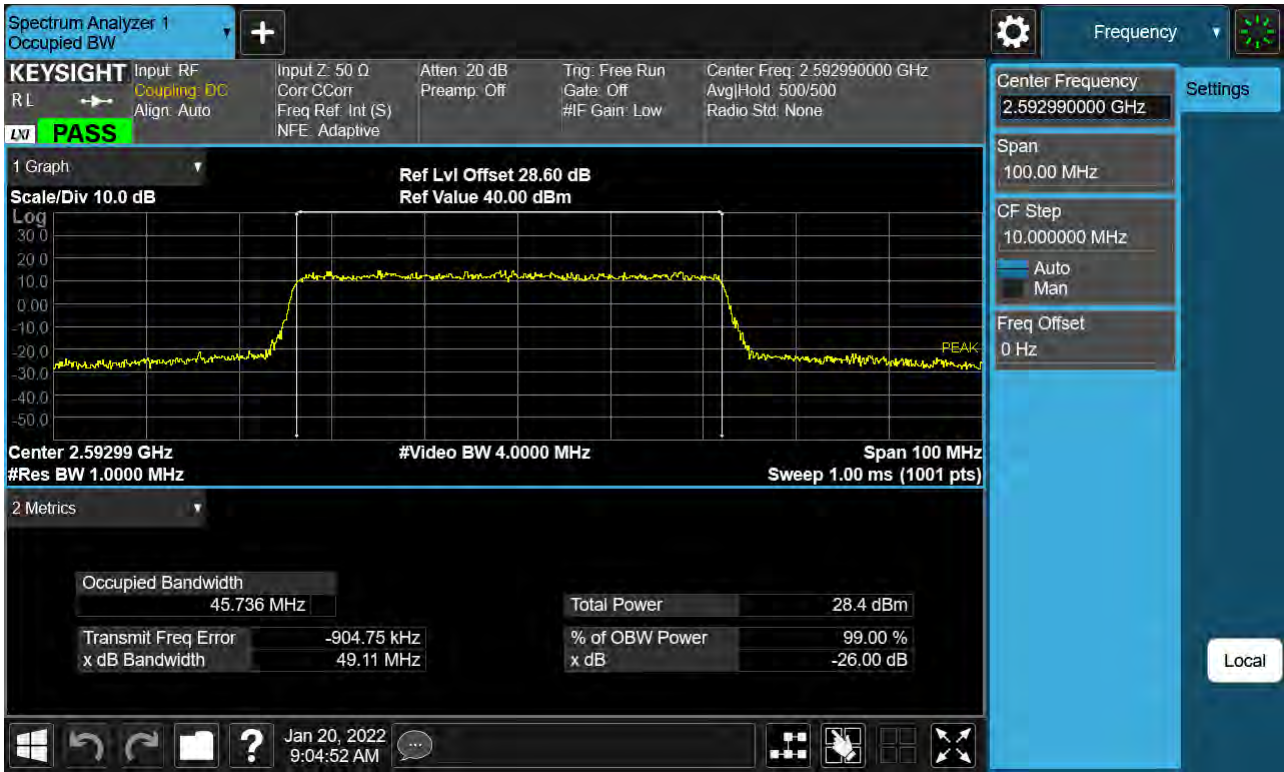 Spectrum Analyzer 1
Occupied BW
Frequency
KEYSIGHT
R L
LXI
PASS
Input: RF
Coupling: DC
Align: Auto
Input Z: 50 Ω
Corr CCorr
Freq Ref: Int (S)
NFE: Adaptive
Atten: 20 dB
Preamp: Off
Trig: Free Run
Gate: Off
#IF Gain: Low
Center Freq: 2.592990000 GHz
Avg|Hold: 500/500
Radio Std: None
Center Frequency
2.592990000 GHz
Settings
Span
100.00 MHz
CF Step
10.000000 MHz
Auto
Man
Freq Offset
0 Hz
Local
1 Graph
Scale/Div 10.0 dB
Ref Lvl Offset 28.60 dB
Ref Value 40.00 dBm
Log
30.0
20.0
10.0
0.00
-10.0
-20.0
-30.0
-40.0
-50.0
PEAK
Center 2.59299 GHz
#Video BW 4.0000 MHz
Span 100 MHz
#Res BW 1.0000 MHz
Sweep 1.00 ms (1001 pts)
2 Metrics
Occupied Bandwidth
45.736 MHz
Total Power 28.4 dBm
Transmit Freq Error -904.75 kHz
% of OBW Power 99.00 %
x dB Bandwidth 49.11 MHz
x dB -26.00 dB
?
Jan 20, 2022
9:04:52 AM